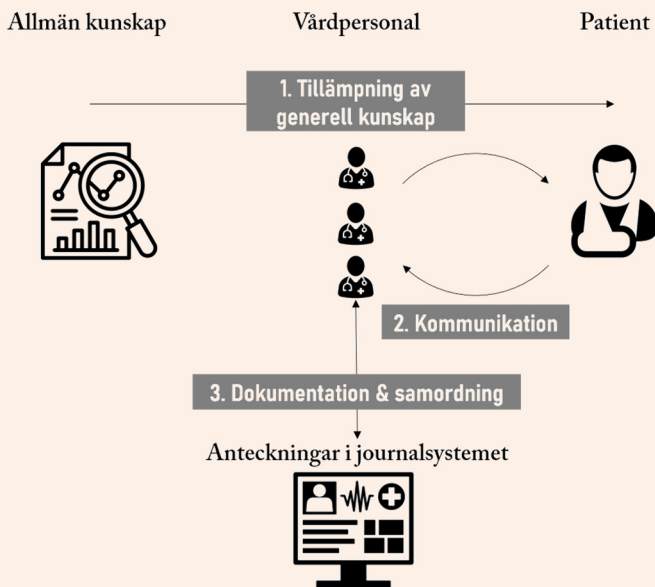 Allmän kunskap
Vårdpersonal
Patient
1. Tillämpning av
generell kunskap
2. Kommunikation
3. Dokumentation & samordning
Anteckningar i journalsystemet